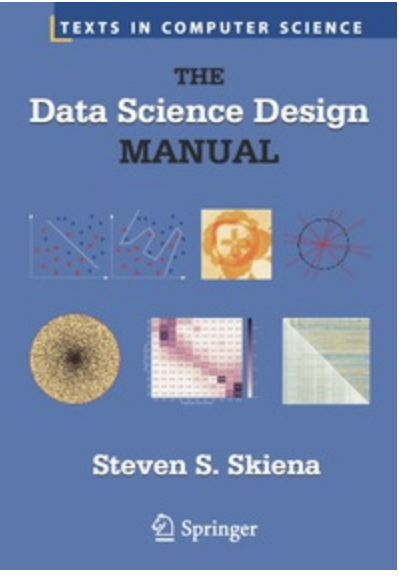 TEXTS IN COMPUTER SCIENCE
THE
Data Science Design
MANUAL
Steven S. Skiena
Springer